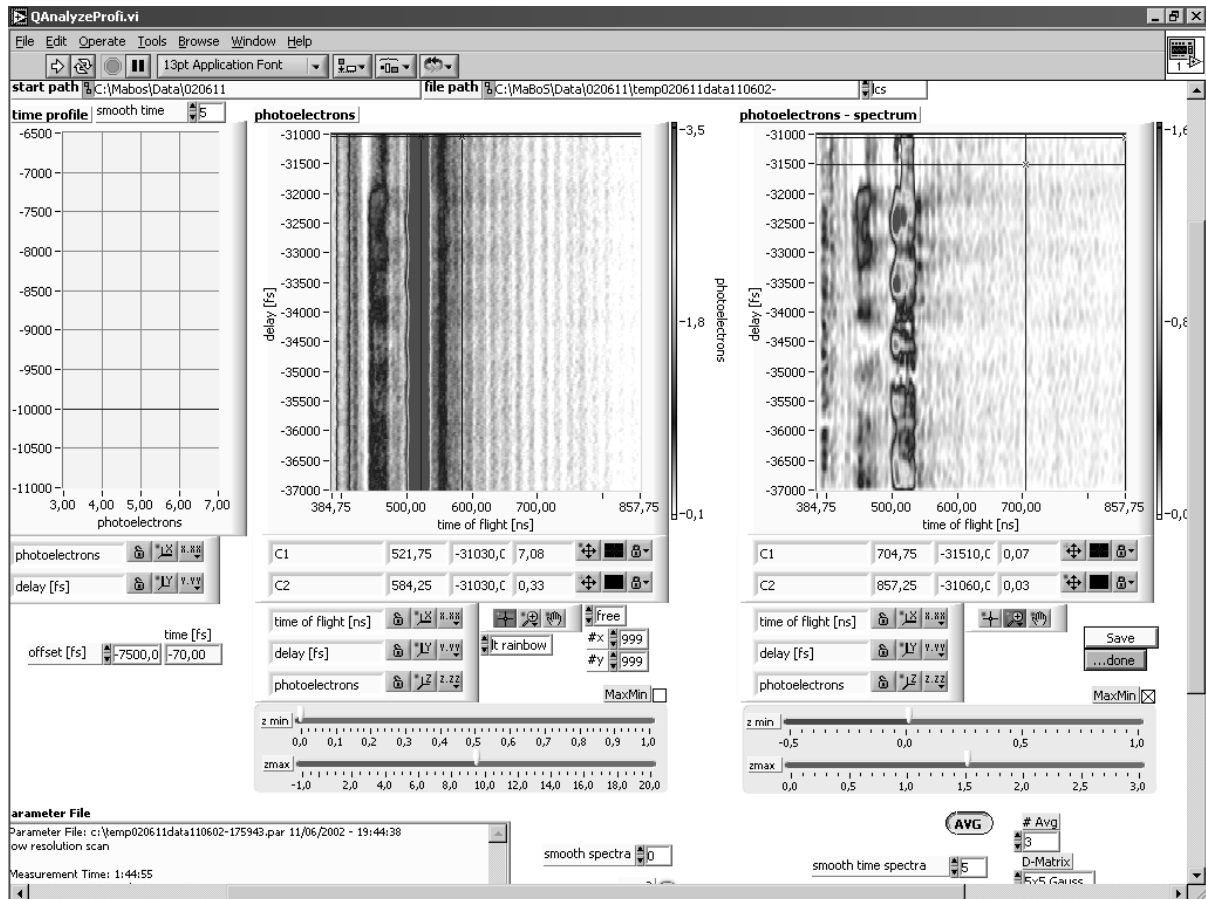 QAnalyzeProfi.vi
File Edit Operate Tools Browse Window Help
13pt Application Font
1
start path C:\Mabos\Data\020611
file path C:\MaBoS\Data\020611\temp020611data110602-
lcs
time profile
smooth time 5
-6500
-7000
-7500
-8000
-8500
-9000
-9500
-10000
-10500
-11000
3,00 4,00 5,00 6,00 7,00
photoelectrons
photoelectrons
delay [fs]
time [fs]
offset [fs] -7500,0 -70,00
photoelectrons
-31000
-31500
-32000
-32500
-33000
-33500
-34000
-34500
-35000
-35500
-36000
-36500
-37000
delay [fs]
384,75 500,00 600,00 700,00 857,75
time of flight [ns]
-3,5
-1,8
-0,1
photoelectrons
C1 521,75 -31030,0 7,08
C2 584,25 -31030,0 0,33
time of flight [ns]
delay [fs]
photoelectrons
free
lt rainbow
#x 999
#y 999
MaxMin
z min
0,0 0,1 0,2 0,3 0,4 0,5 0,6 0,7 0,8 0,9 1,0
zmax
-1,0 2,0 4,0 6,0 8,0 10,0 12,0 14,0 16,0 18,0 20,0
photoelectrons - spectrum
-31000
-31500
-32000
-32500
-33000
-33500
-34000
-34500
-35000
-35500
-36000
-36500
-37000
delay [fs]
384,75 500,00 600,00 700,00 857,75
time of flight [ns]
-1,6
-0,8
-0,0
C1 704,75 -31510,0 0,07
C2 857,25 -31060,0 0,03
time of flight [ns]
delay [fs]
photoelectrons
Save
...done
MaxMin
z min
-0,5 0,0 0,5 1,0
zmax
0,0 0,5 1,0 1,5 2,0 2,5 3,0
arameter File
Parameter File: c:\temp020611data110602-175943.par 11/06/2002 - 19:44:38
ow resolution scan
Measurement Time: 1:44:55
smooth spectra 0
smooth time spectra 5
AVG
# Avg
3
D-Matrix
5x5 Gauss